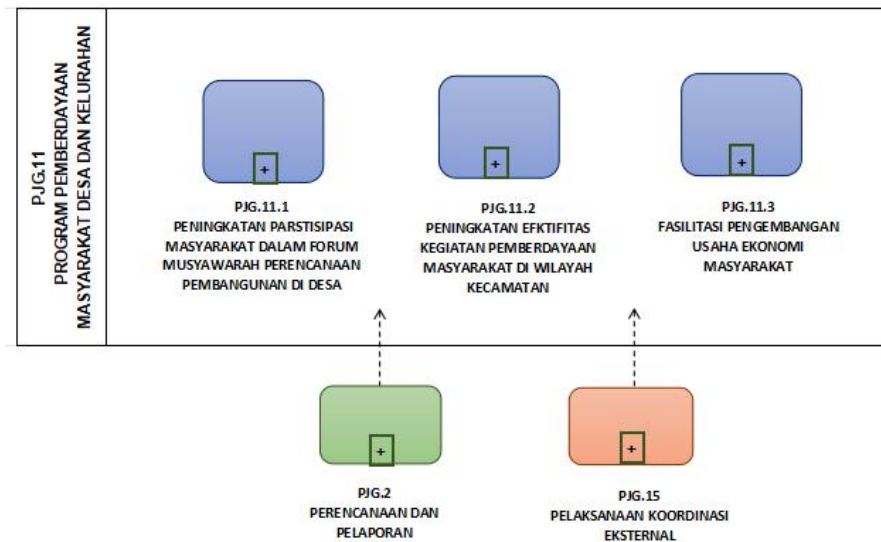 PJG.11
PROGRAM PEMBERDAYAAN
MASYARAKAT DESA DAN KELURAHAN
+
PJG.11.1
PENINGKATAN PARSTISIPASI
MASYARAKAT DALAM FORUM
MUSYAWARAH PERENCANAAN
PEMBANGUNAN DI DESA
+
PJG.11.2
PENINGKATAN EFKTIFITAS
KEGIATAN PEMBERDAYAAN
MASYARAKAT DI WILAYAH
KECAMATAN
+
PJG.11.3
FASILITASI PENGEMBANGAN
USAHA EKONOMI
MASYARAKAT
+
PJG.2
PERENCANAAN DAN
PELAPORAN
+
PJG.15
PELAKSANAAN KOORDINASI
EKSTERNAL